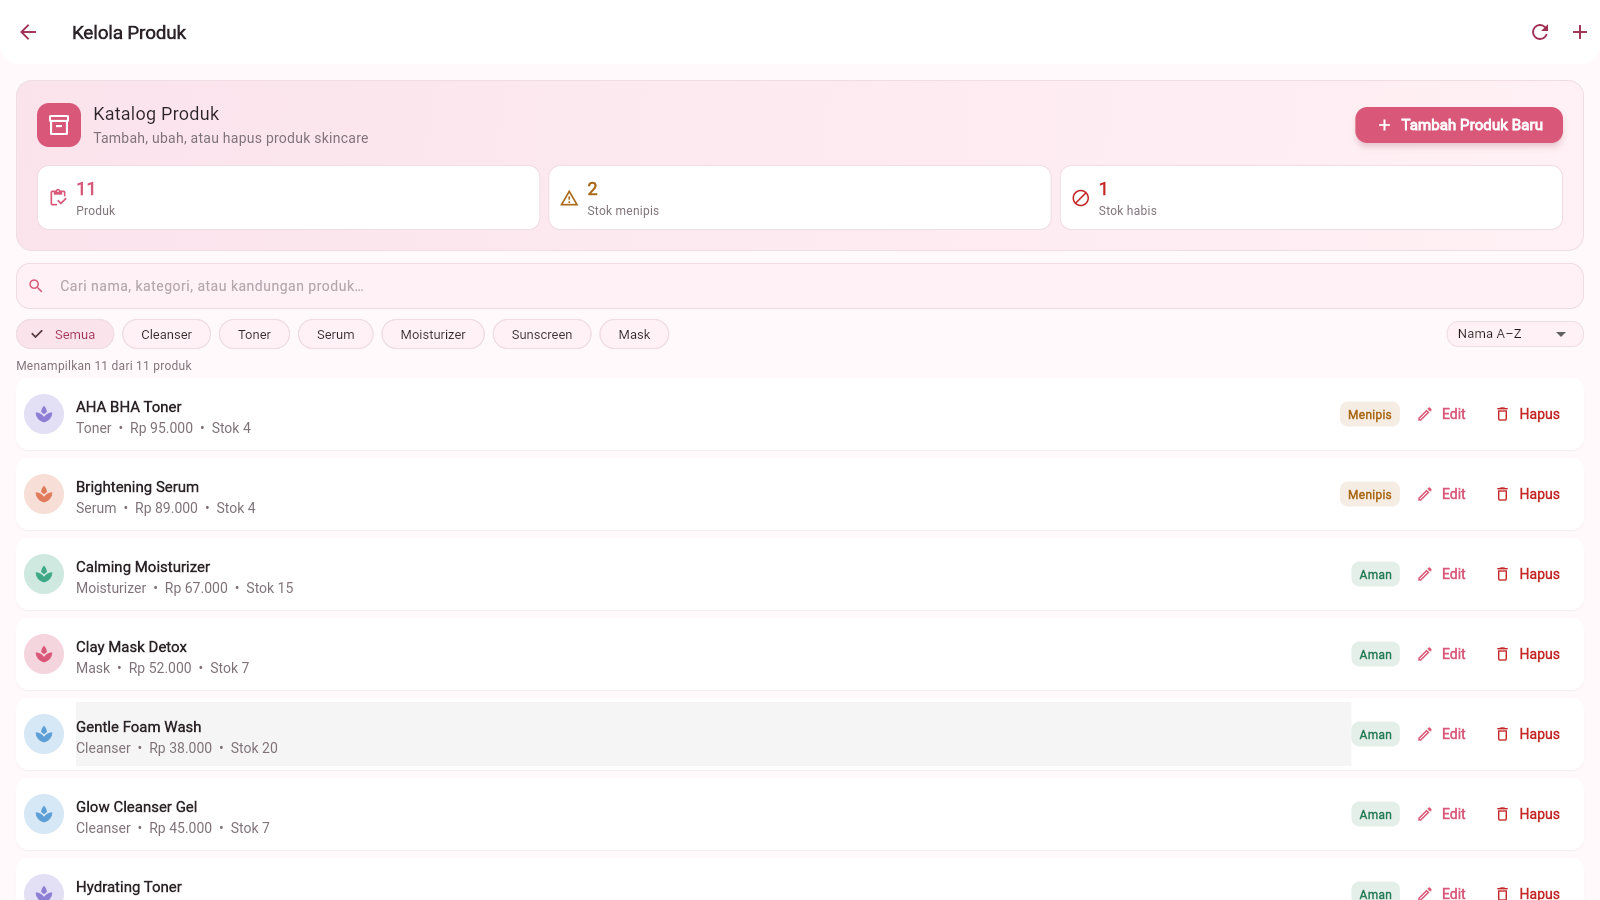 Kelola Produk
Katalog Produk
Tambah, ubah, atau hapus produk skincare
Tambah Produk Baru
11
Produk
2
Stok menipis
1
Stok habis
Cari nama, kategori, atau kandungan produk...
Semua Cleanser Toner Serum Moisturizer Sunscreen Mask Nama A–Z
Menampilkan 11 dari 11 produk
AHA BHA Toner
Toner • Rp 95.000 • Stok 4
Menipis Edit Hapus
Brightening Serum
Serum • Rp 89.000 • Stok 4
Menipis Edit Hapus
Calming Moisturizer
Moisturizer • Rp 67.000 • Stok 15
Aman Edit Hapus
Clay Mask Detox
Mask • Rp 52.000 • Stok 7
Aman Edit Hapus
Gentle Foam Wash
Cleanser • Rp 38.000 • Stok 20
Aman Edit Hapus
Glow Cleanser Gel
Cleanser • Rp 45.000 • Stok 7
Aman Edit Hapus
Hydrating Toner
Aman Edit Hapus